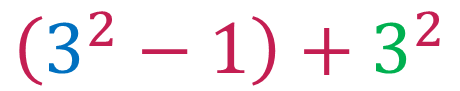 (3² − 1) + 3²